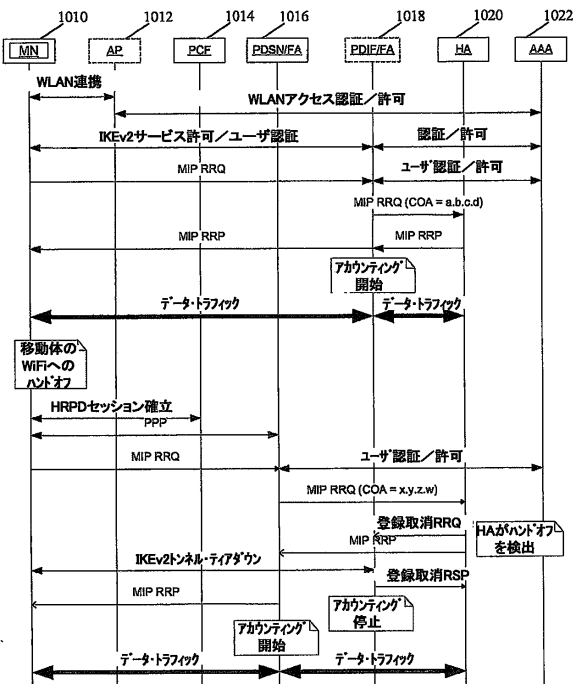 1010 1012 1014 1016 1018 1020 1022
MN AP PCF PDSN/FA PDIF/FA HA AAA
WLAN連携
WLANアクセス認証/許可
IKEv2サービス許可/ユーザ認証 認証/許可
MIP RRQ ユーザ認証/許可
MIP RRQ (COA = a.b.c.d)
MIP RRP MIP RRP
アカウンティング
開始
データ・トラフィック データ・トラフィック
移動体の
WiFiへの
ハンドオフ
HRPDセッション確立
PPP
MIP RRQ ユーザ認証/許可
MIP RRQ (COA = x.y.z.w)
登録取消RRQ HAがハンドオフ
MIP RRP を検出
IKEv2トンネル・ティアダウン
登録取消RSP
MIP RRP アカウンティング
停止
アカウンティング
開始
データ・トラフィック データ・トラフィック